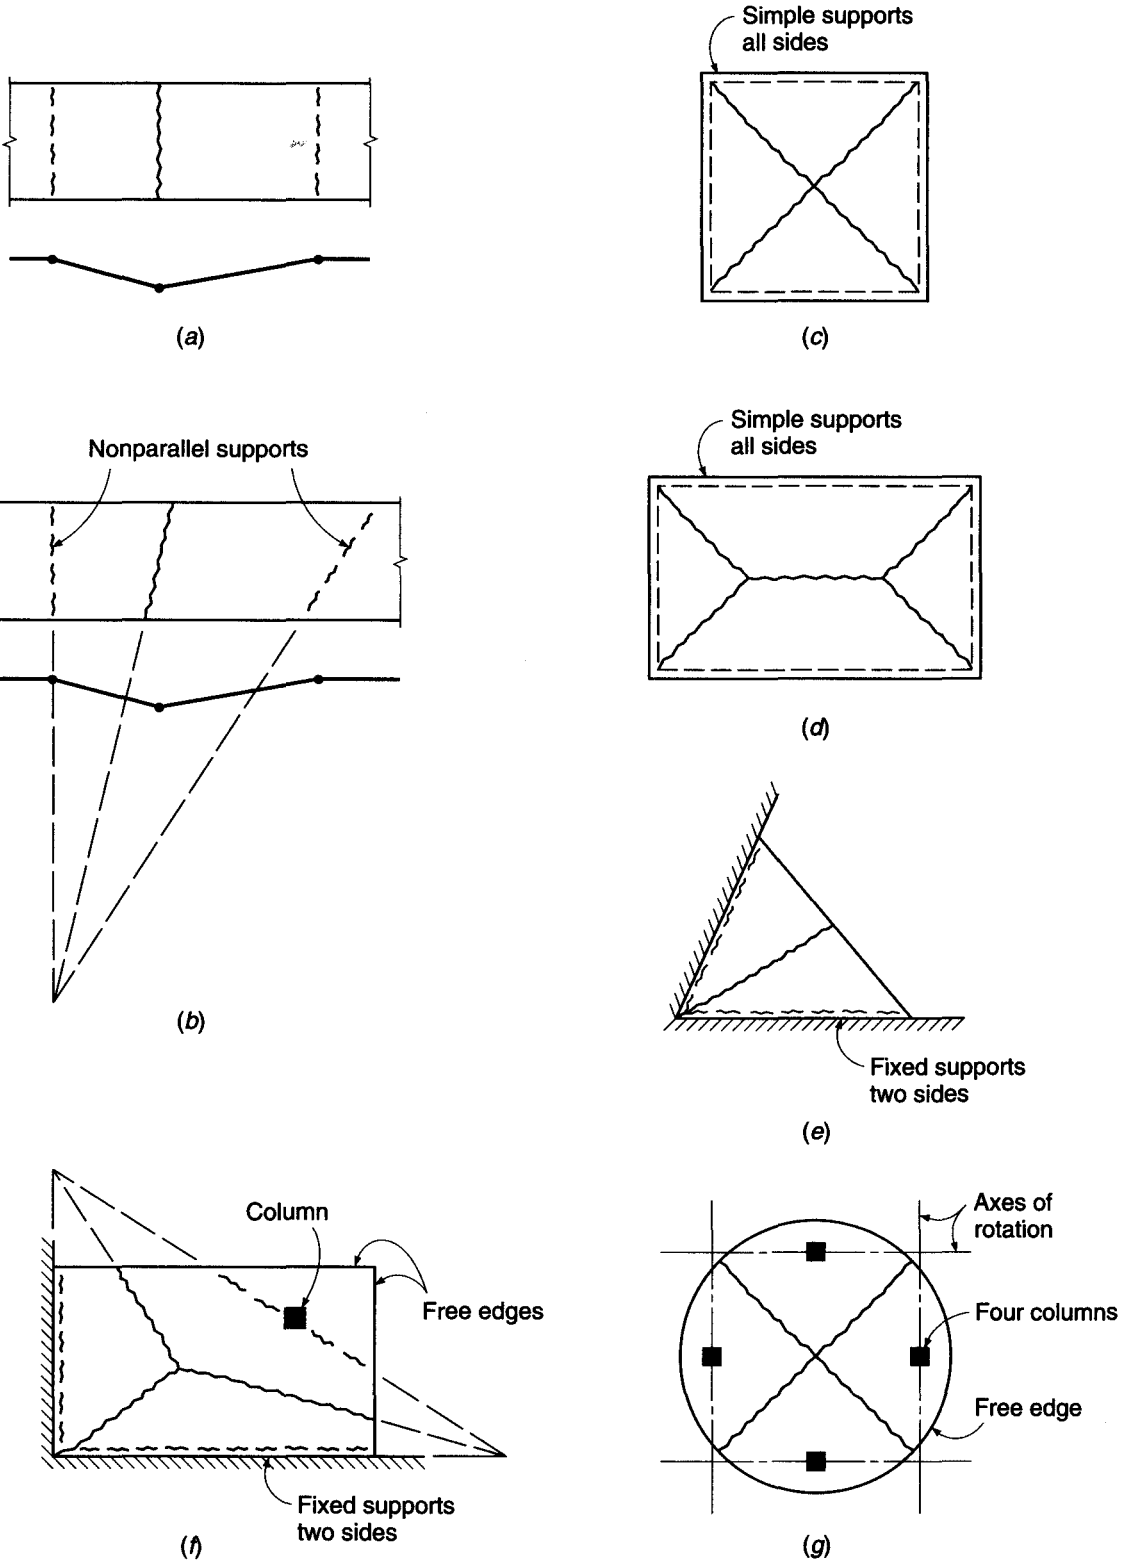 Simple supports
all sides
(a)
(c)
Nonparallel supports
Simple supports
all sides
(b)
(d)
Fixed supports
two sides
(e)
Column
Free edges
Fixed supports
two sides
(f)
Axes of
rotation
Four columns
Free edge
(g)